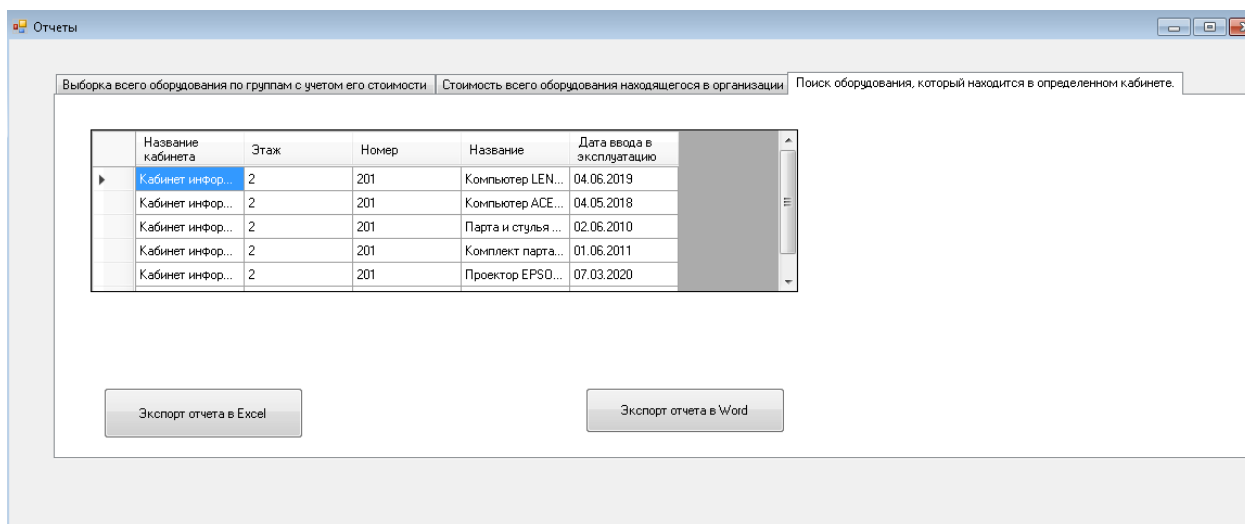 Отчеты
Выборка всего оборудования по группам с учетом его стоимости Стоимость всего оборудования находящегося в организации Поиск оборудования, который находится в определенном кабинете.
Название кабинета Этаж Номер Название Дата ввода в эксплуатацию
Кабинет инфор... 2 201 Компьютер LEN... 04.06.2019
Кабинет инфор... 2 201 Компьютер ACE... 04.05.2018
Кабинет инфор... 2 201 Парта и стулья ... 02.06.2010
Кабинет инфор... 2 201 Комплект парта... 01.06.2011
Кабинет инфор... 2 201 Проектор EPSO... 07.03.2020
Экспорт отчета в Excel Экспорт отчета в Word